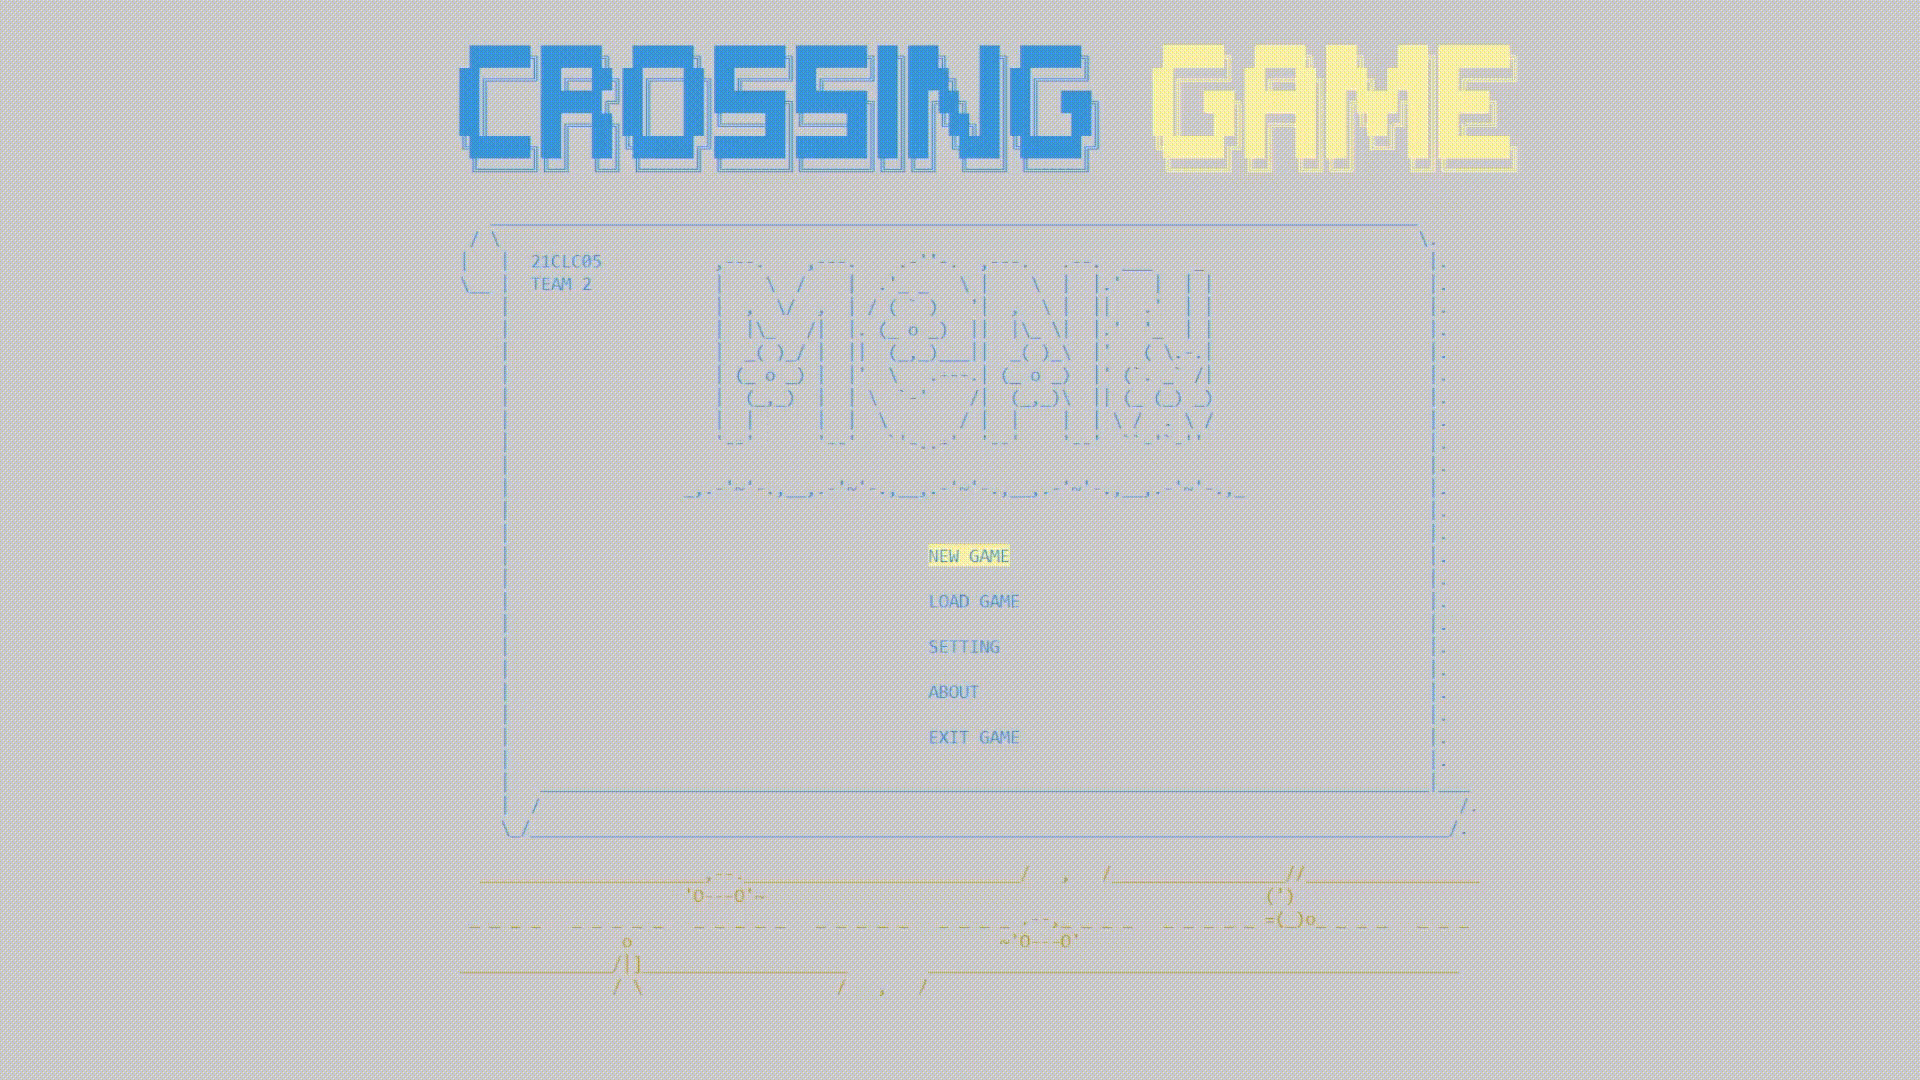 CROSSING GAME
21CLC05
TEAM 2
MENU
NEW GAME
LOAD GAME
SETTING
ABOUT
EXIT GAME